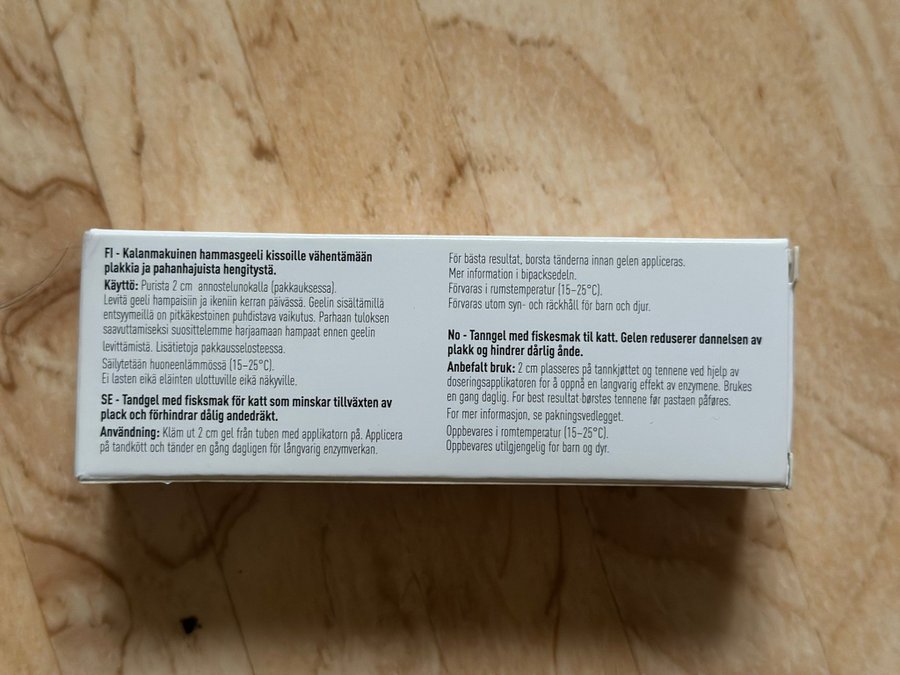 FI - Kalanmakuinen hammasgeeli kissoille vähentämään
plakkia ja pahanhajuista hengitystä.
Käyttö: Purista 2 cm annostelunokalla (pakkauksessa).
Levitä geeli hampaisiin ja ikeniin kerran päivässä. Geelin sisältämillä
entsyymeillä on pitkäkestoinen puhdistava vaikutus. Parhaan tuloksen
saavuttamiseksi suosittelemme harjaamaan hampaat ennen geelin
levittämistä. Lisätietoja pakkausselosteessa.
Säilytetään huoneenlämmössä (15–25°C).
Ei lasten eikä eläinten ulottuville eikä näkyville.
SE - Tandgel med fisksmak för katt som minskar tillväxten av
plack och förhindrar dålig andedräkt.
Användning: Kläm ut 2 cm gel från tuben med applikatorn på. Applicera
på tandkött och tänder en gång dagligen för långvarig enzymverkan.
För bästa resultat, borsta tänderna innan gelen appliceras.
Mer information i bipacksedeln.
Förvaras i rumstemperatur (15–25°C).
Förvaras utom syn- och räckhåll för barn och djur.
No - Tanngel med fiskesmak til katt. Gelen reduserer dannelsen av
plakk og hindrer dårlig ånde.
Anbefalt bruk: 2 cm plasseres på tannkjøttet og tennene ved hjelp av
doseringsapplikatoren for å oppnå en langvarig effekt av enzymene. Brukes
en gang daglig. For best resultat børstes tennene før pastaen påføres.
For mer informasjon, se pakningsvedlegget.
Oppbevares i romtemperatur (15–25°C).
Oppbevares utilgjengelig for barn og dyr.